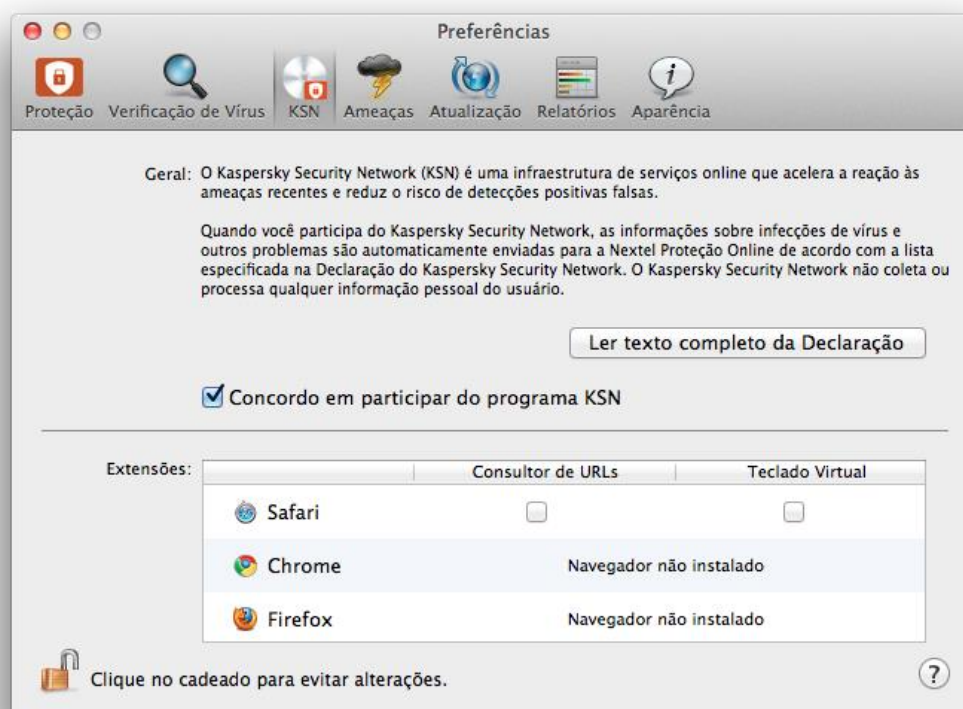 Preferências
Proteção Verificação de Vírus KSN Ameaças Atualização Relatórios Aparência
Geral: O Kaspersky Security Network (KSN) é uma infraestrutura de serviços online que acelera a reação às
ameaças recentes e reduz o risco de detecções positivas falsas.
Quando você participa do Kaspersky Security Network, as informações sobre infecções de vírus e
outros problemas são automaticamente enviadas para a Nextel Proteção Online de acordo com a lista
especificada na Declaração do Kaspersky Security Network. O Kaspersky Security Network não coleta ou
processa qualquer informação pessoal do usuário.
Ler texto completo da Declaração
Concordo em participar do programa KSN
Extensões: Consultor de URLs Teclado Virtual
Safari
Chrome Navegador não instalado
Firefox Navegador não instalado
Clique no cadeado para evitar alterações. ?